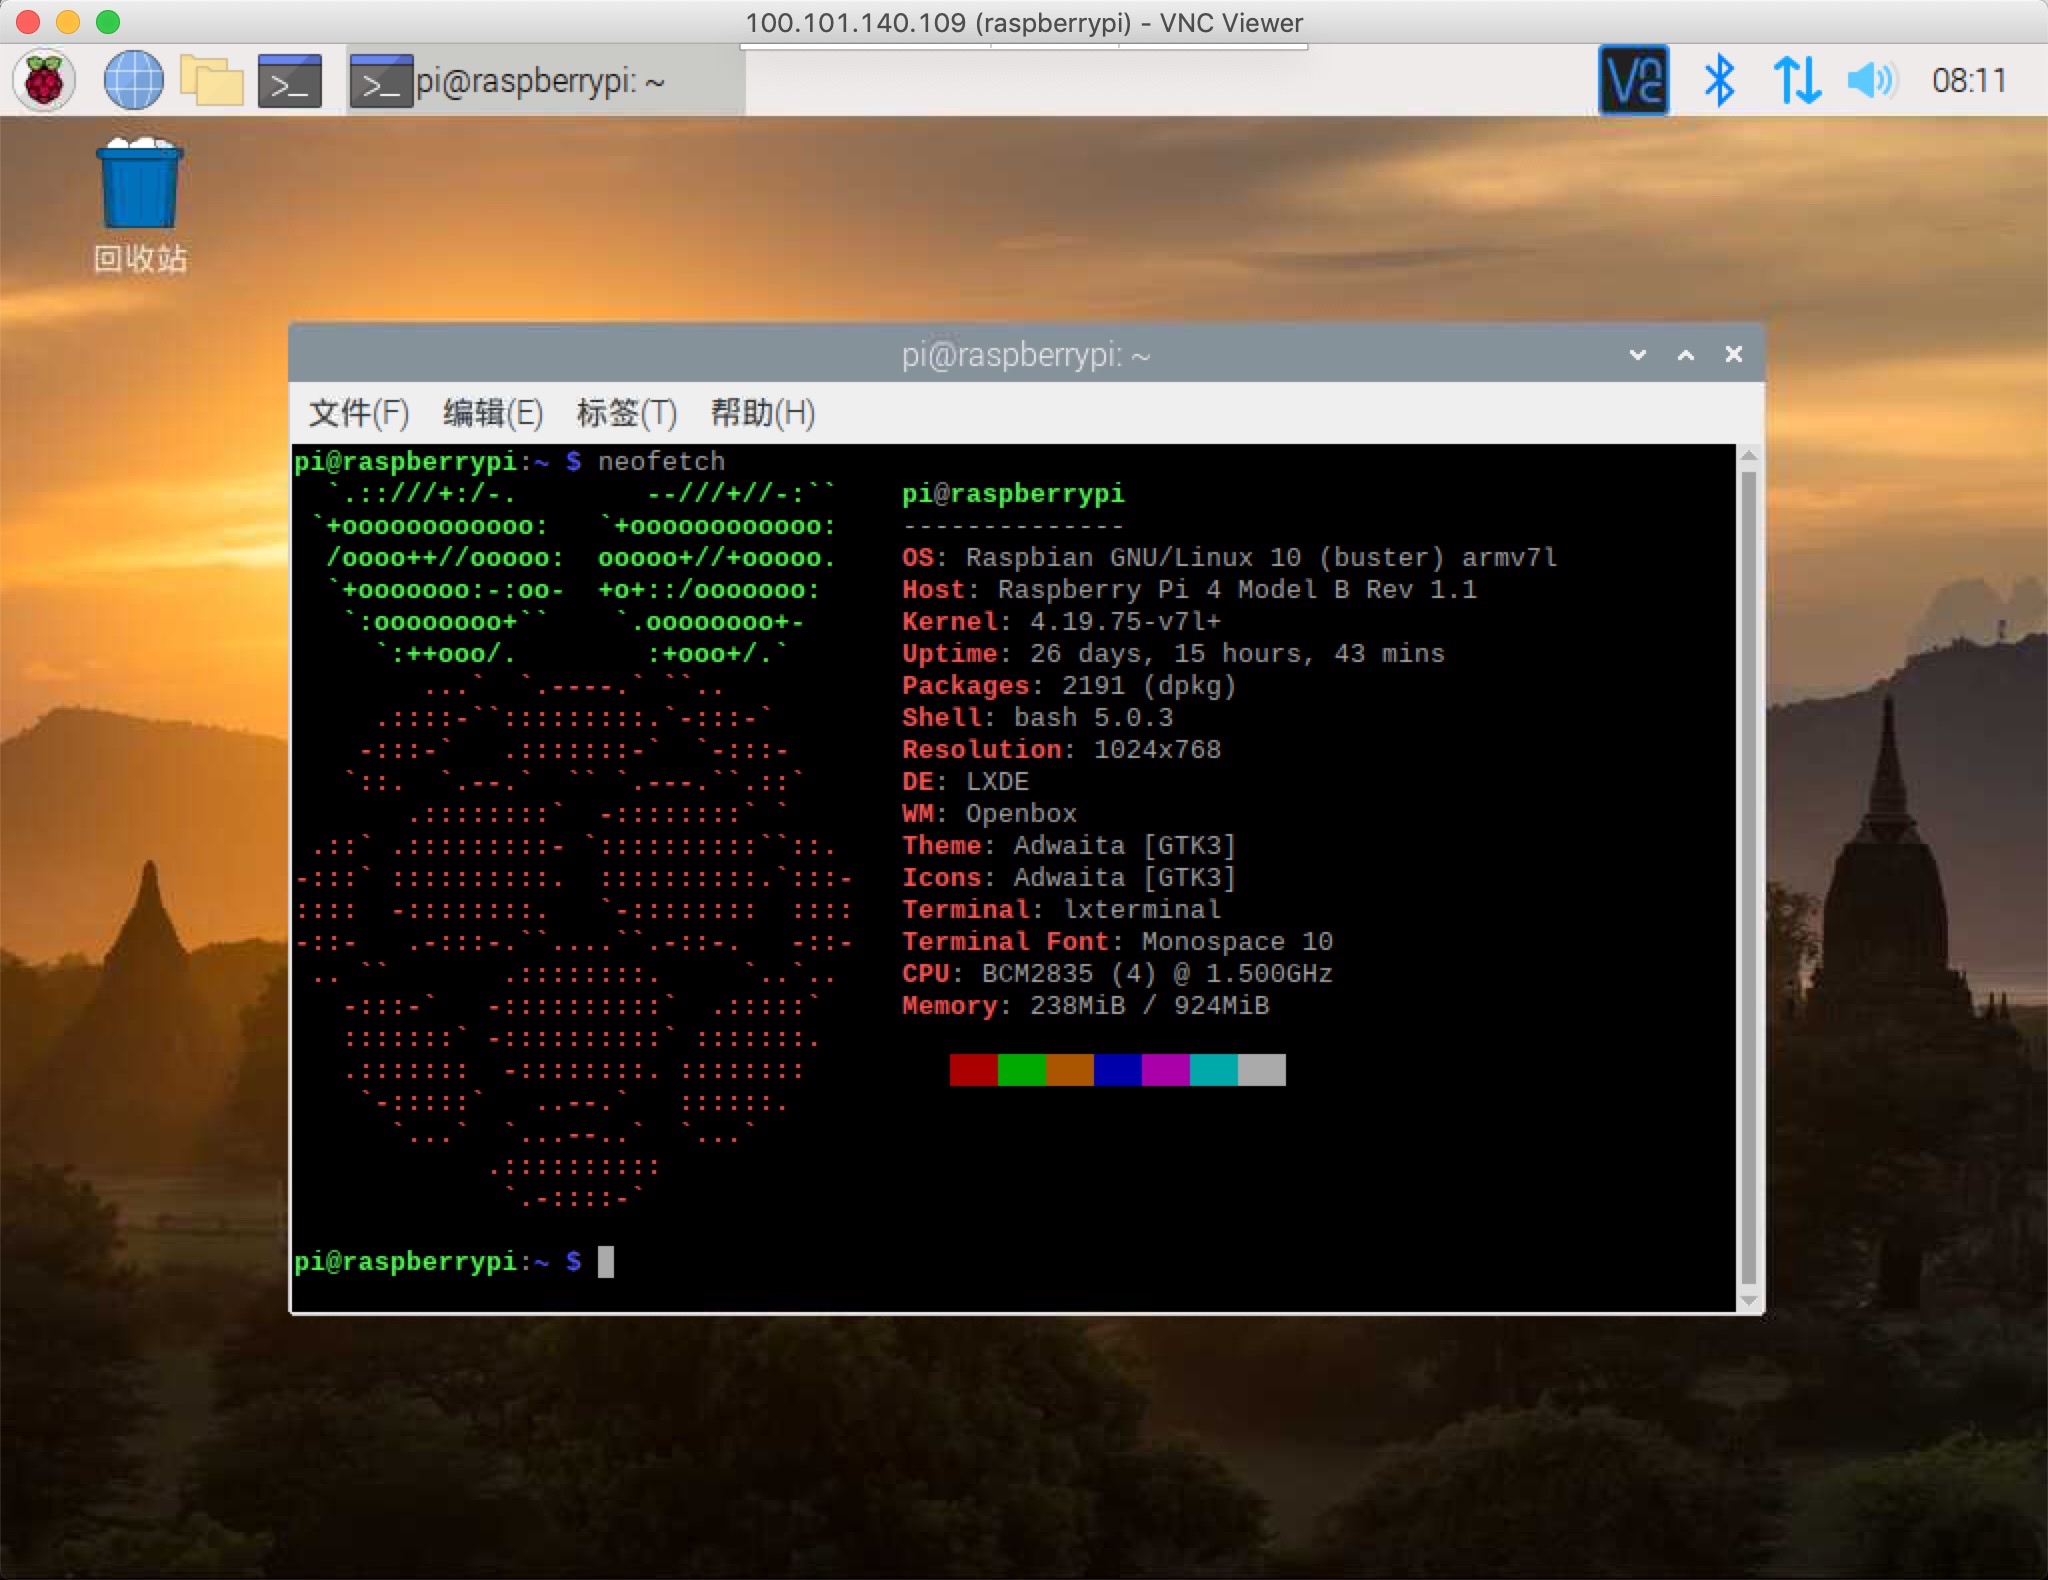 100.101.140.109 (raspberrypi) - VNC Viewer
pi@raspberrypi: ~
08:11
回收站
pi@raspberrypi: ~
文件(F) 编辑(E) 标签(T) 帮助(H)
pi@raspberrypi:~ $ neofetch
pi@raspberrypi
--------------
OS: Raspbian GNU/Linux 10 (buster) armv7l
Host: Raspberry Pi 4 Model B Rev 1.1
Kernel: 4.19.75-v7l+
Uptime: 26 days, 15 hours, 43 mins
Packages: 2191 (dpkg)
Shell: bash 5.0.3
Resolution: 1024x768
DE: LXDE
WM: Openbox
Theme: Adwaita [GTK3]
Icons: Adwaita [GTK3]
Terminal: lxterminal
Terminal Font: Monospace 10
CPU: BCM2835 (4) @ 1.500GHz
Memory: 238MiB / 924MiB
pi@raspberrypi:~ $